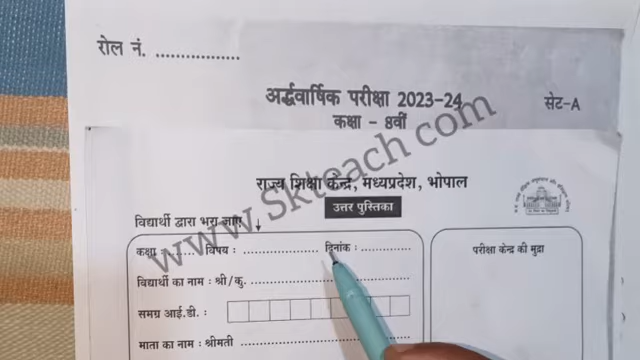 रोल नं. ..................
अर्द्धवार्षिक परीक्षा 2023-24
सेट-A
कक्षा - 8वीं
राज्य शिक्षा केन्द्र, मध्यप्रदेश, भोपाल
उत्तर पुस्तिका
विद्यार्थी द्वारा भरा जाए
कक्षा ......... विषय : .................... दिनांक : .............
परीक्षा केन्द्र की मुद्रा
विद्यार्थी का नाम : श्री/कु. ........................................
समग्र आई.डी. :
माता का नाम : श्रीमती ........................................
www.Skteach.com